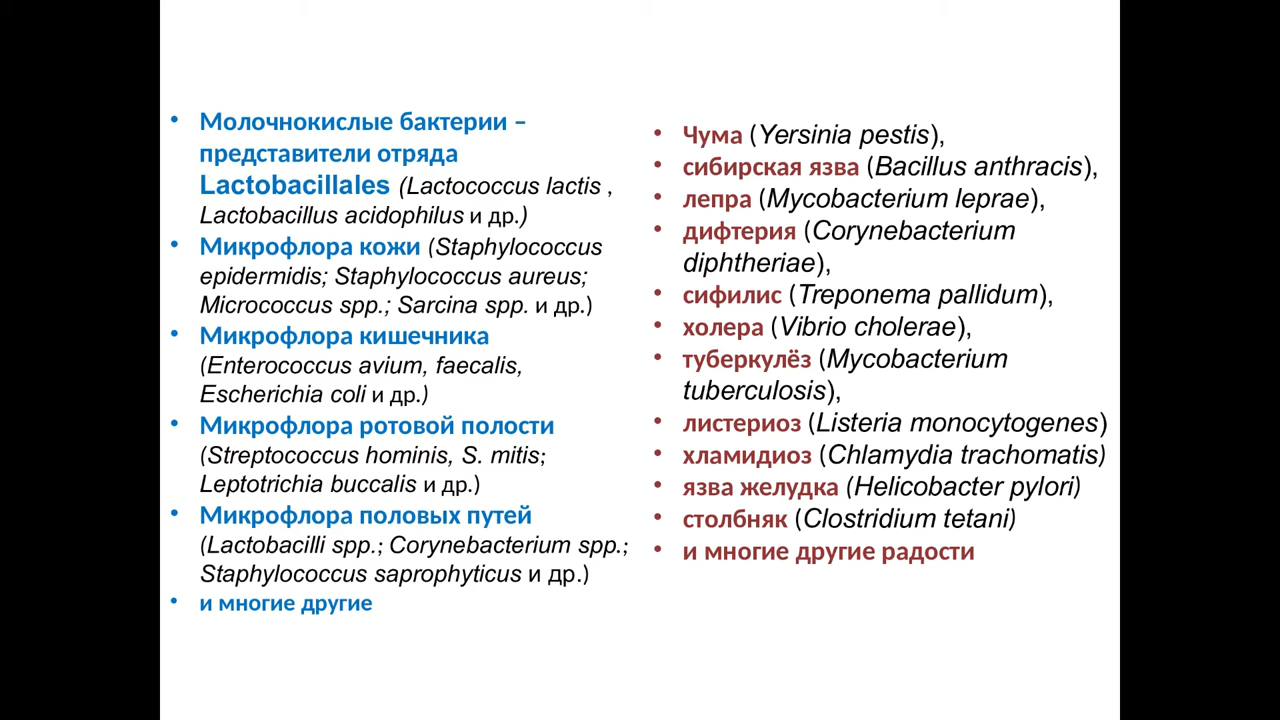 • Молочнокислые бактерии –
представители отряда
Lactobacillales (Lactococcus lactis ,
Lactobacillus acidophilus и др.)
• Микрофлора кожи (Staphylococcus
epidermidis; Staphylococcus aureus;
Micrococcus spp.; Sarcina spp. и др.)
• Микрофлора кишечника
(Enterococcus avium, faecalis,
Escherichia coli и др.)
• Микрофлора ротовой полости
(Streptococcus hominis, S. mitis;
Leptotrichia buccalis и др.)
• Микрофлора половых путей
(Lactobacilli spp.; Corynebacterium spp.;
Staphylococcus saprophyticus и др.)
• и многие другие
• Чума (Yersinia pestis),
• сибирская язва (Bacillus anthracis),
• лепра (Mycobacterium leprae),
• дифтерия (Corynebacterium
diphtheriae),
• сифилис (Treponema pallidum),
• холера (Vibrio cholerae),
• туберкулёз (Mycobacterium
tuberculosis),
• листериоз (Listeria monocytogenes)
• хламидиоз (Chlamydia trachomatis)
• язва желудка (Helicobacter pylori)
• столбняк (Clostridium tetani)
• и многие другие радости